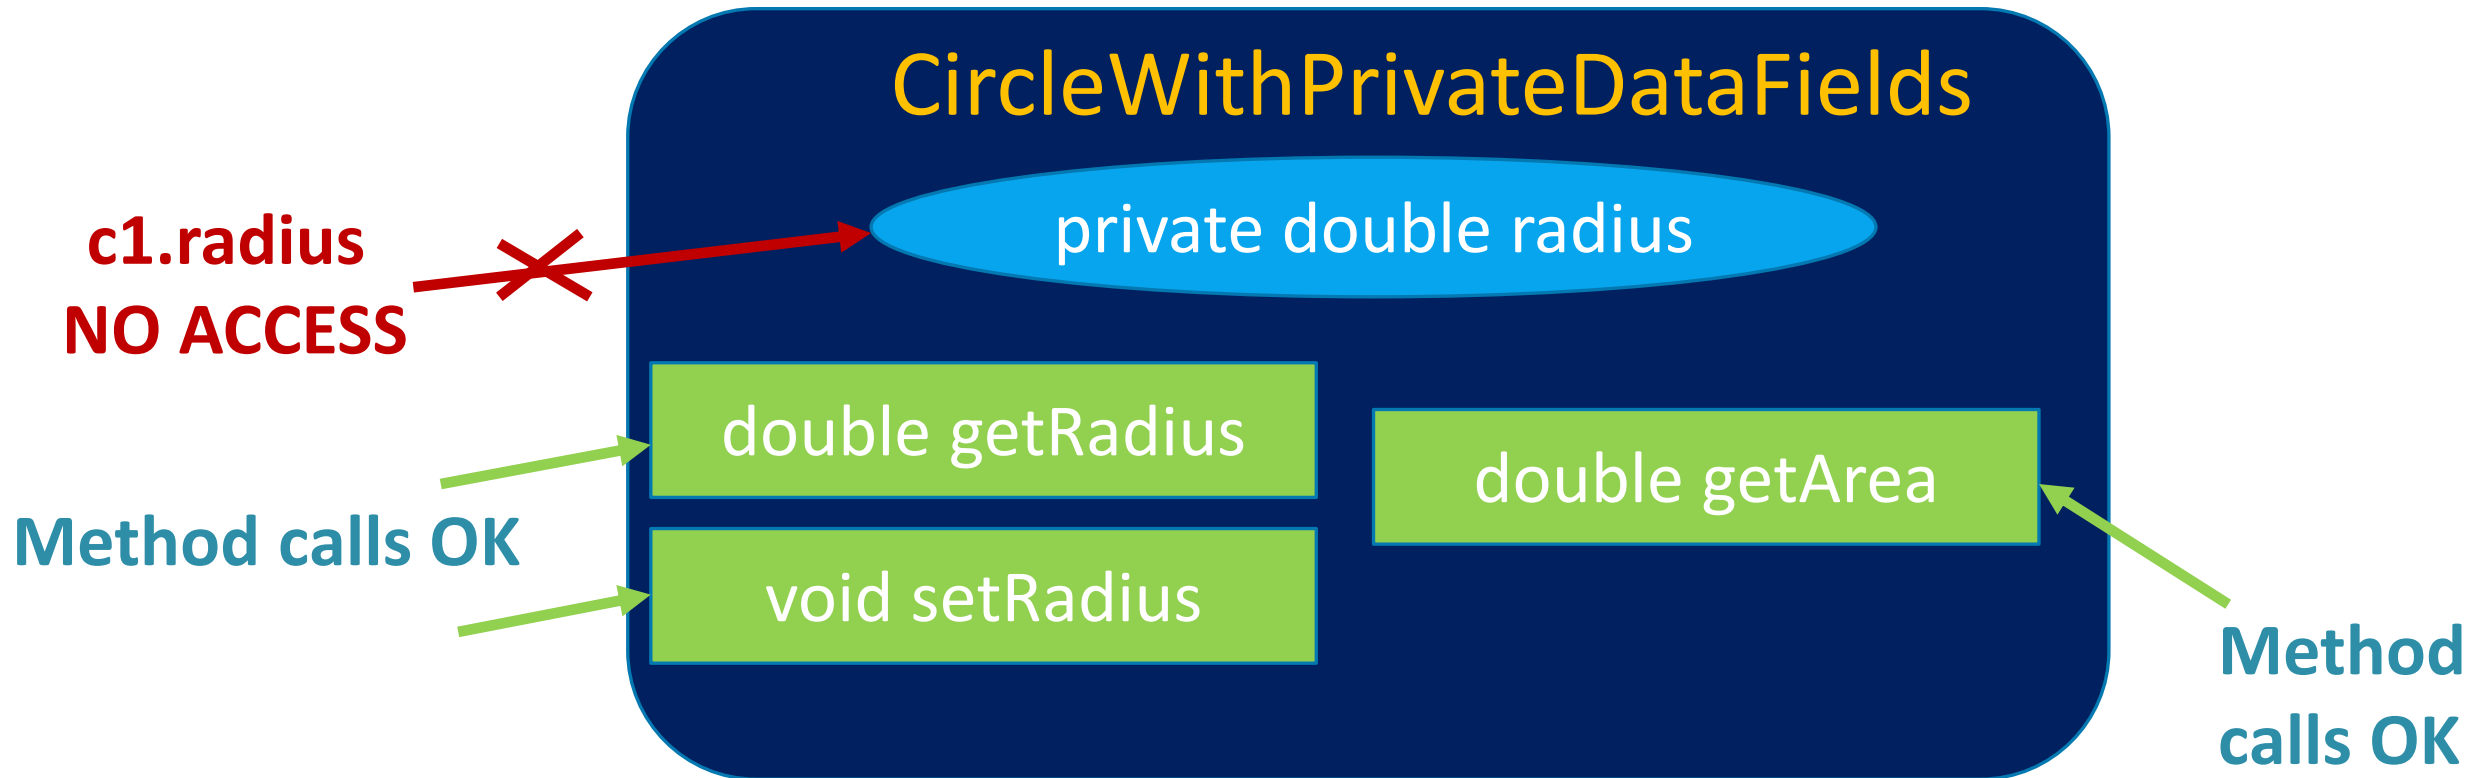 CircleWithPrivateDataFields
private double radius
c1.radius
NO ACCESS
double getRadius
double getArea
Method calls OK
void setRadius
Method
calls OK